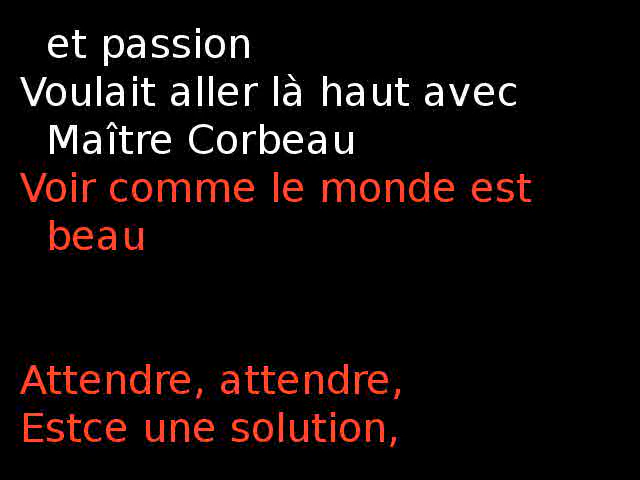 et passion
Voulait aller là haut avec
Maître Corbeau
Voir comme le monde est
beau
Attendre, attendre,
Estce une solution,